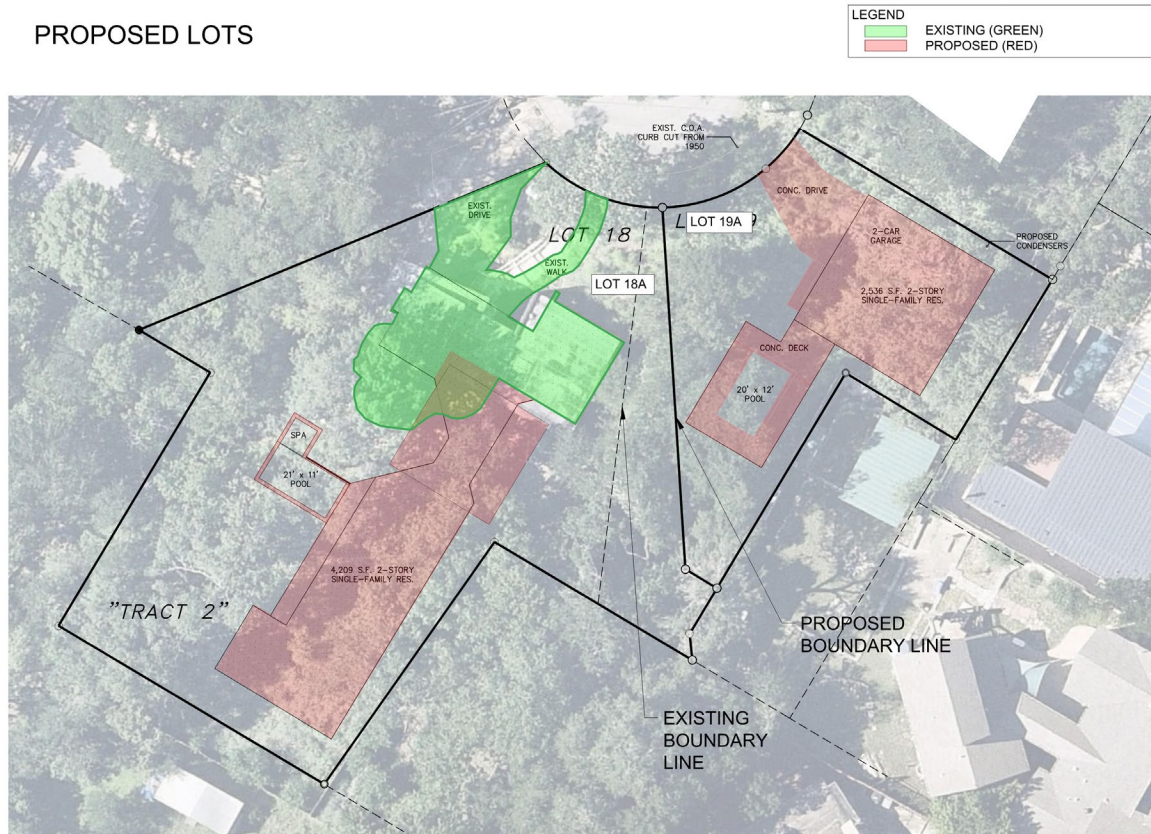 PROPOSED LOTS
LEGEND
EXISTING (GREEN)
PROPOSED (RED)
EXIST. C.O.A.
CURB CUT FROM
1950
CONC. DRIVE
EXIST.
DRIVE
LOT 18
LOT 19A
9
2-CAR
GARAGE
PROPOSED
CONDENSERS
EXIST.
WALK
LOT 18A
2,536 S.F. 2-STORY
SINGLE-FAMILY RES.
CONC. DECK
20' x 12'
POOL
SPA
21' x 11'
POOL
4,209 S.F. 2-STORY
SINGLE-FAMILY RES.
"TRACT 2"
PROPOSED
BOUNDARY LINE
EXISTING
BOUNDARY
LINE